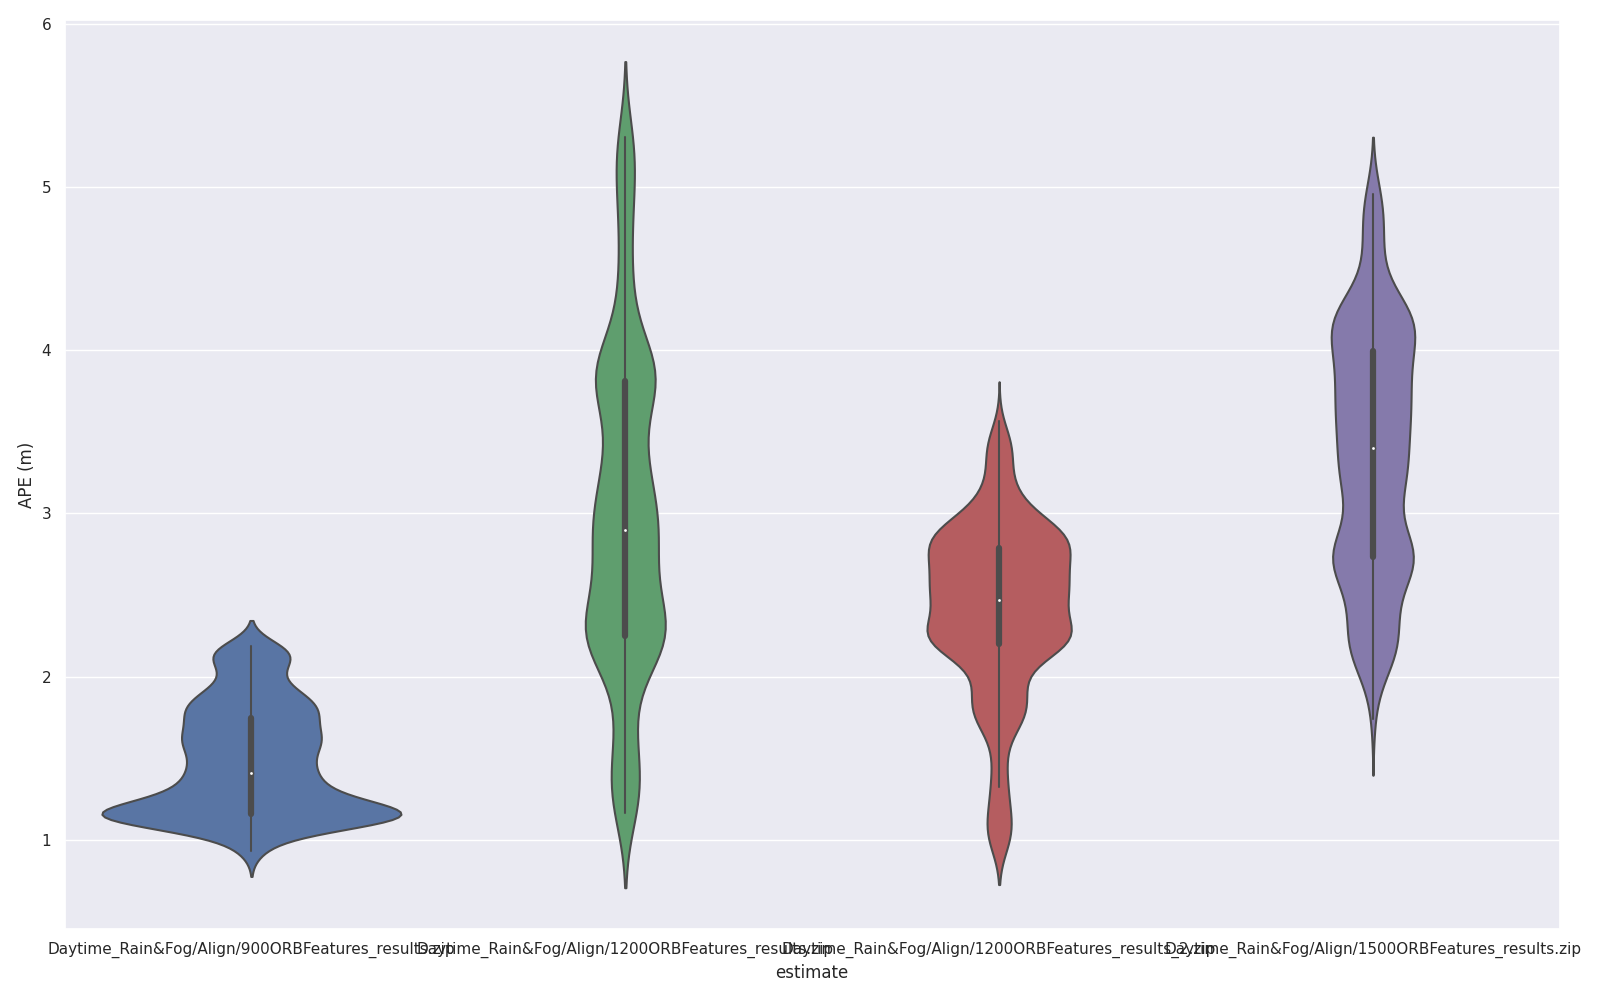 6
5
4
3
2
1
APE (m)
Daytime_Rain&Fog/Align/900ORBFeatures_results.zip
Daytime_Rain&Fog/Align/1200ORBFeatures_results.zip
Daytime_Rain&Fog/Align/1200ORBFeatures_results_2.zip
Daytime_Rain&Fog/Align/1500ORBFeatures_results.zip
estimate